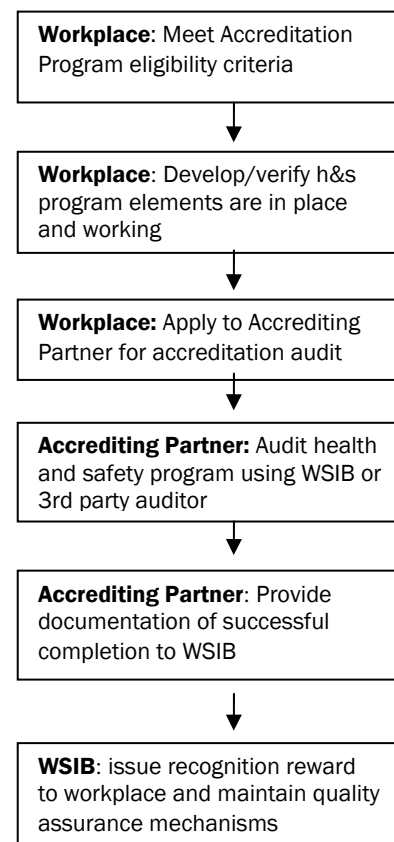 Workplace: Meet Accreditation
Program eligibility criteria
Workplace: Develop/verify h&s
program elements are in place
and working
Workplace: Apply to Accrediting
Partner for accreditation audit
Accrediting Partner: Audit health
and safety program using WSIB or
3rd party auditor
Accrediting Partner: Provide
documentation of successful
completion to WSIB
WSIB: issue recognition reward
to workplace and maintain quality
assurance mechanisms